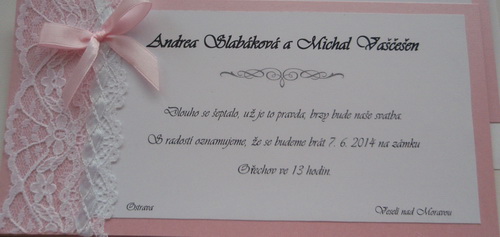 Andrea Slabáková a Michal Vaščešen
Dlouho se šeptalo, už je to pravda, brzy bude naše svatba.
S radostí oznamujeme, že se budeme brát 7. 6. 2014 na zámku
Ořechov ve 13 hodin.
Ostrava
Veselí nad Moravou